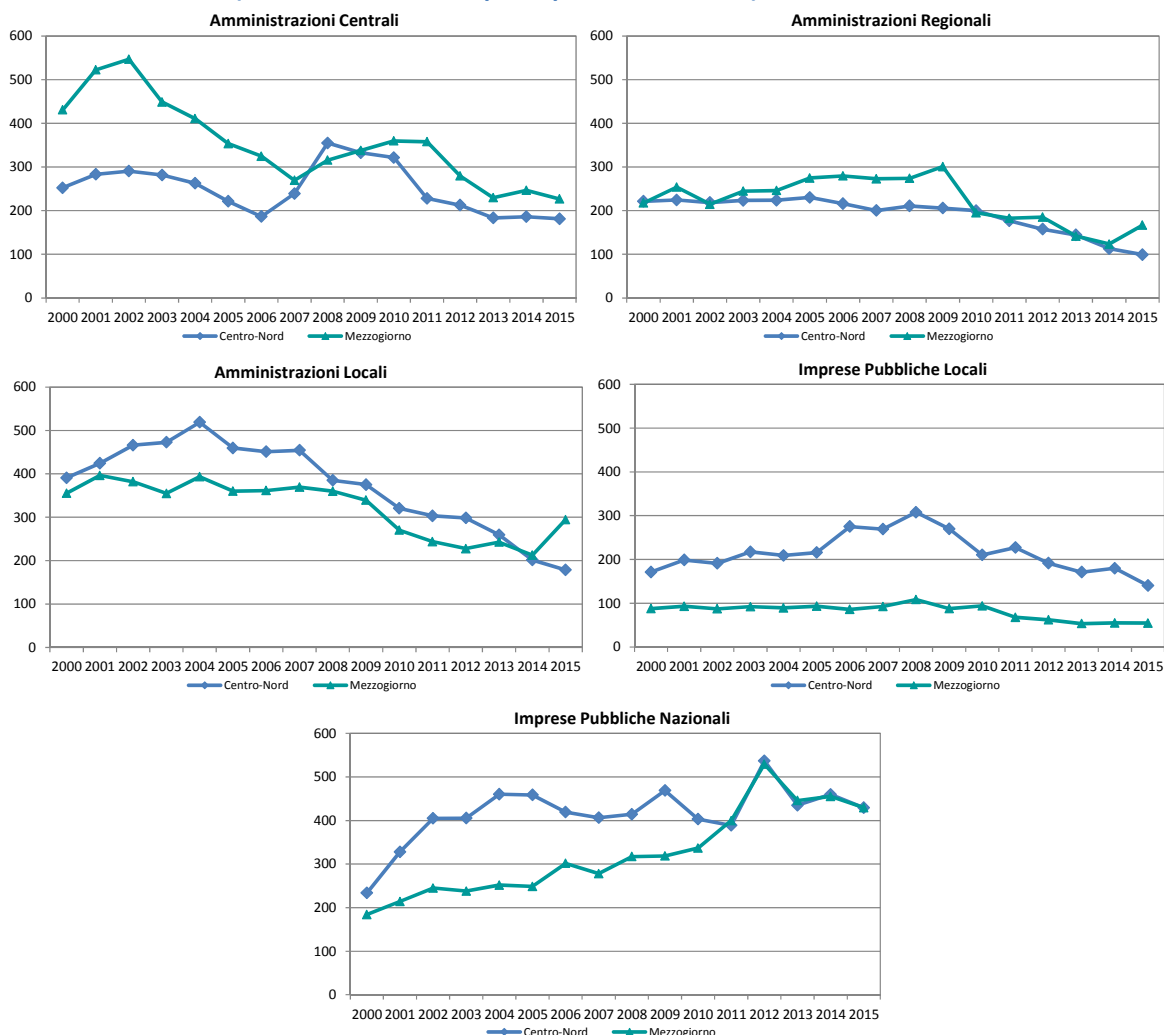 Amministrazioni Centrali
600
500
400
300
200
100
0
2000 2001 2002 2003 2004 2005 2006 2007 2008 2009 2010 2011 2012 2013 2014 2015
Centro-Nord Mezzogiorno
Amministrazioni Regionali
600
500
400
300
200
100
0
2000 2001 2002 2003 2004 2005 2006 2007 2008 2009 2010 2011 2012 2013 2014 2015
Centro-Nord Mezzogiorno
Amministrazioni Locali
600
500
400
300
200
100
0
2000 2001 2002 2003 2004 2005 2006 2007 2008 2009 2010 2011 2012 2013 2014 2015
Centro-Nord Mezzogiorno
Imprese Pubbliche Locali
600
500
400
300
200
100
0
2000 2001 2002 2003 2004 2005 2006 2007 2008 2009 2010 2011 2012 2013 2014 2015
Centro-Nord Mezzogiorno
Imprese Pubbliche Nazionali
600
500
400
300
200
100
0
2000 2001 2002 2003 2004 2005 2006 2007 2008 2009 2010 2011 2012 2013 2014 2015
Centro-Nord Mezzogiorno